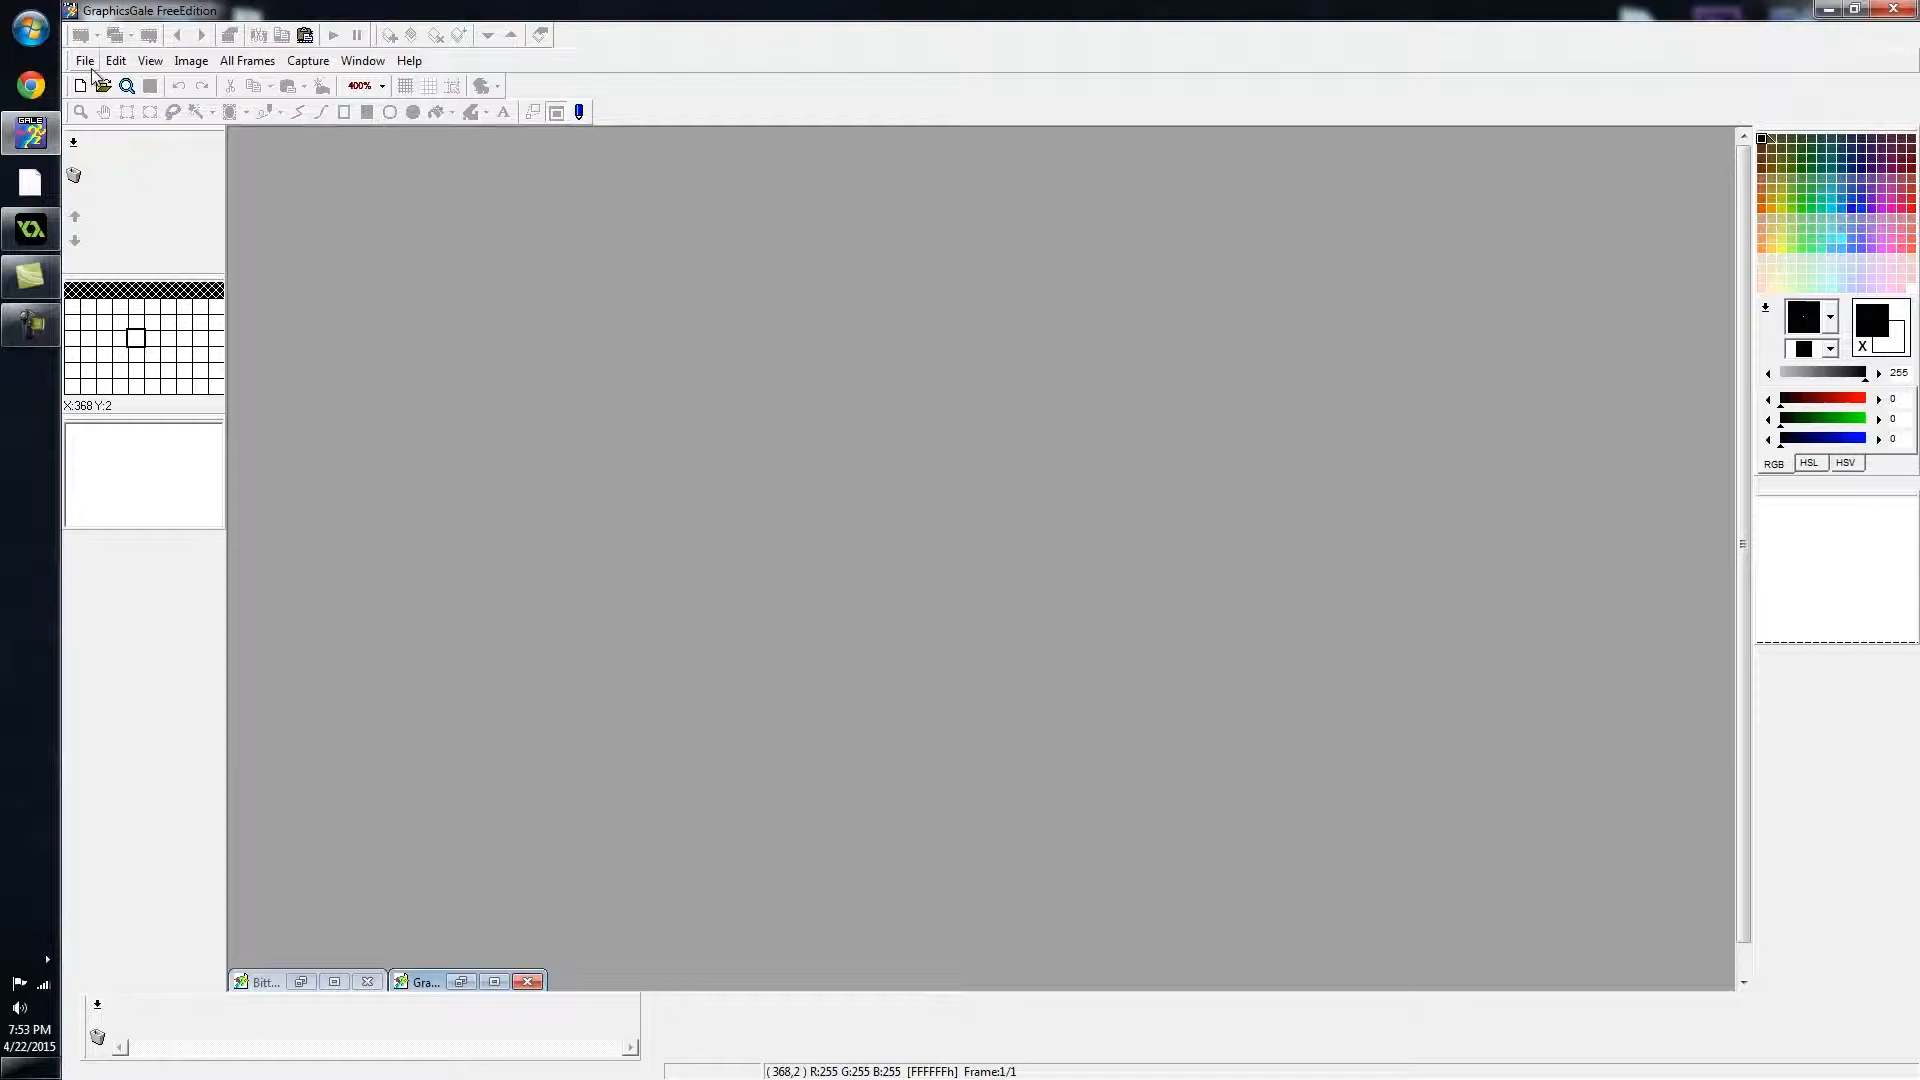 GraphicsGale FreeEdition
File Edit View Image All Frames Capture Window Help
400%
A
GALE
X:368 Y:2
X
255
0
0
0
RGB HSL HSV
Bitt... Gra...
7:53 PM
4/22/2015
( 368,2 ) R:255 G:255 B:255 [FFFFFFh] Frame:1/1